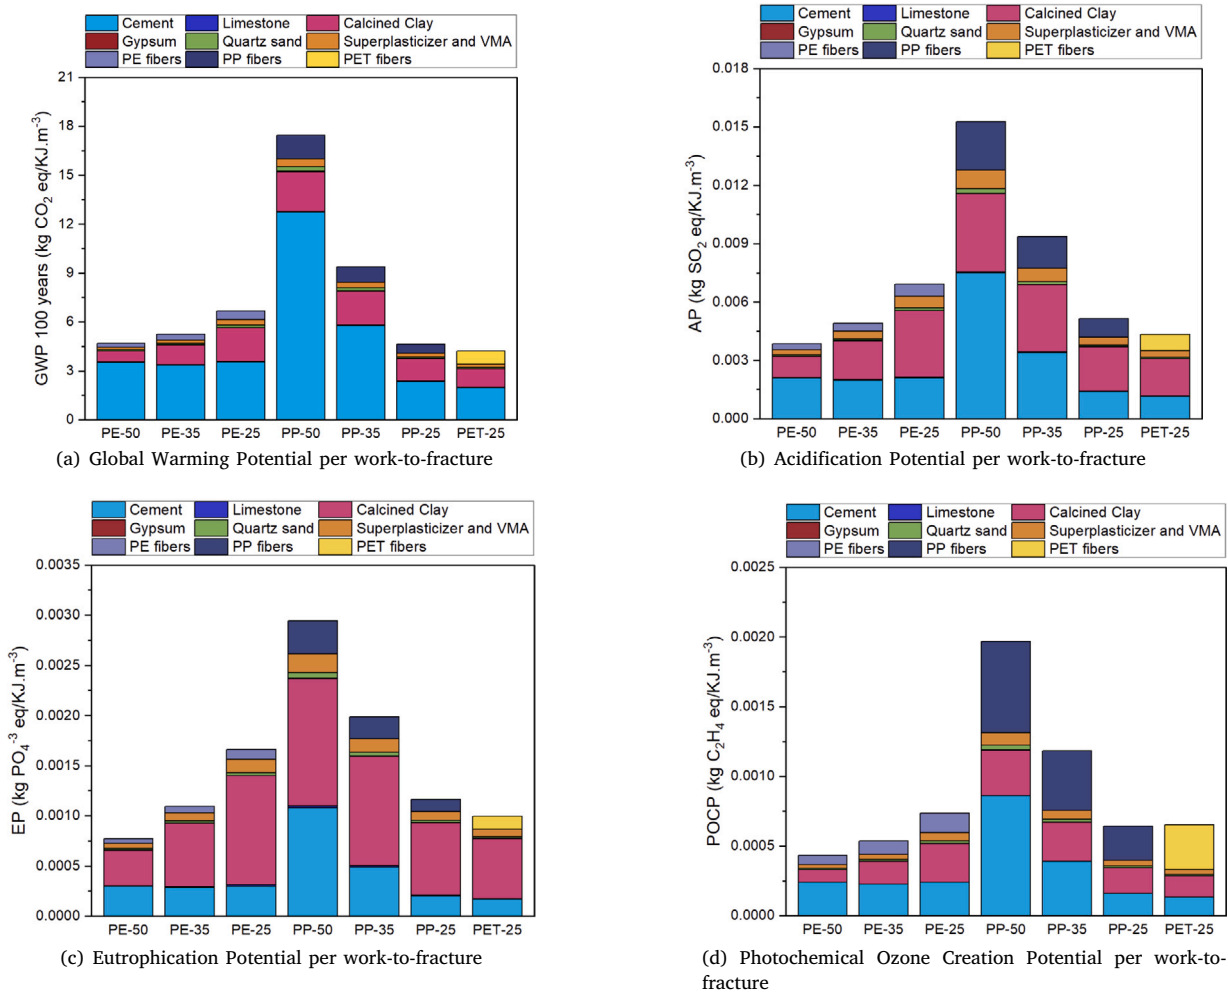 Cement Limestone Calcined Clay
Gypsum Quartz sand Superplasticizer and VMA
PE fibers PP fibers PET fibers
GWP 100 years (kg CO2 eq/KJ.m-3)
21
18
15
12
9
6
3
0
PE-50 PE-35 PE-25 PP-50 PP-35 PP-25 PET-25
(a) Global Warming Potential per work-to-fracture
Cement Limestone Calcined Clay
Gypsum Quartz sand Superplasticizer and VMA
PE fibers PP fibers PET fibers
AP (kg SO2 eq/KJ.m-3)
0.018
0.015
0.012
0.009
0.006
0.003
0.000
PE-50 PE-35 PE-25 PP-50 PP-35 PP-25 PET-25
(b) Acidification Potential per work-to-fracture
Cement Limestone Calcined Clay
Gypsum Quartz sand Superplasticizer and VMA
PE fibers PP fibers PET fibers
EP (kg PO4-3 eq/KJ.m-3)
0.0035
0.0030
0.0025
0.0020
0.0015
0.0010
0.0005
0.0000
PE-50 PE-35 PE-25 PP-50 PP-35 PP-25 PET-25
(c) Eutrophication Potential per work-to-fracture
Cement Limestone Calcined Clay
Gypsum Quartz sand Superplasticizer and VMA
PE fibers PP fibers PET fibers
POCP (kg C2H4 eq/KJ.m-3)
0.0025
0.0020
0.0015
0.0010
0.0005
0.0000
PE-50 PE-35 PE-25 PP-50 PP-35 PP-25 PET-25
(d) Photochemical Ozone Creation Potential per work-to-
fracture